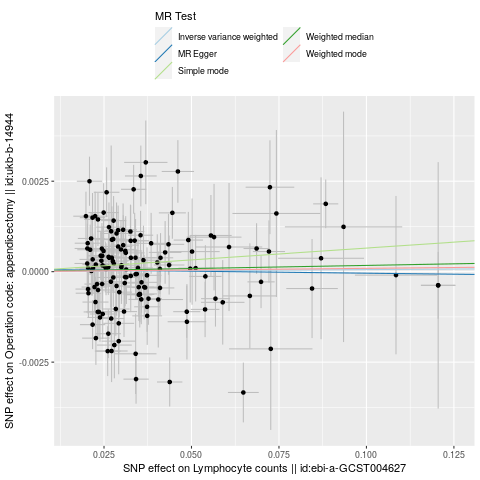 MR Test
Inverse variance weighted
Weighted median
MR Egger
Weighted mode
Simple mode
SNP effect on Operation code: appendicectomy || id:ukb-b-14944
0.0025
0.0000
-0.0025
0.025
0.050
0.075
0.100
0.125
SNP effect on Lymphocyte counts || id:ebi-a-GCST004627